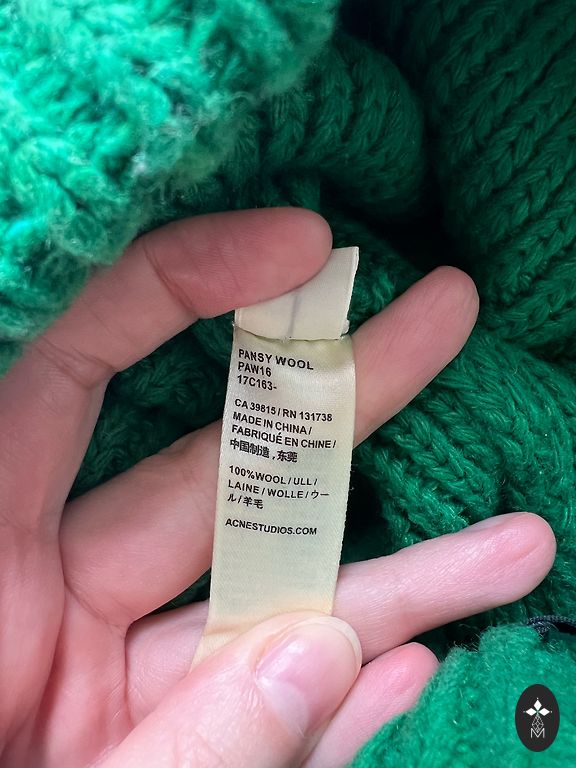 PANSY WOOL
PAW16
17C163-
CA 39815 / RN 131738
MADE IN CHINA /
FABRIQUÉ EN CHINE /
中国制造 , 东莞
100%WOOL / ULL /
LAINE / WOLLE / ウー
ル / 羊毛
ACNESTUDIOS.COM
M